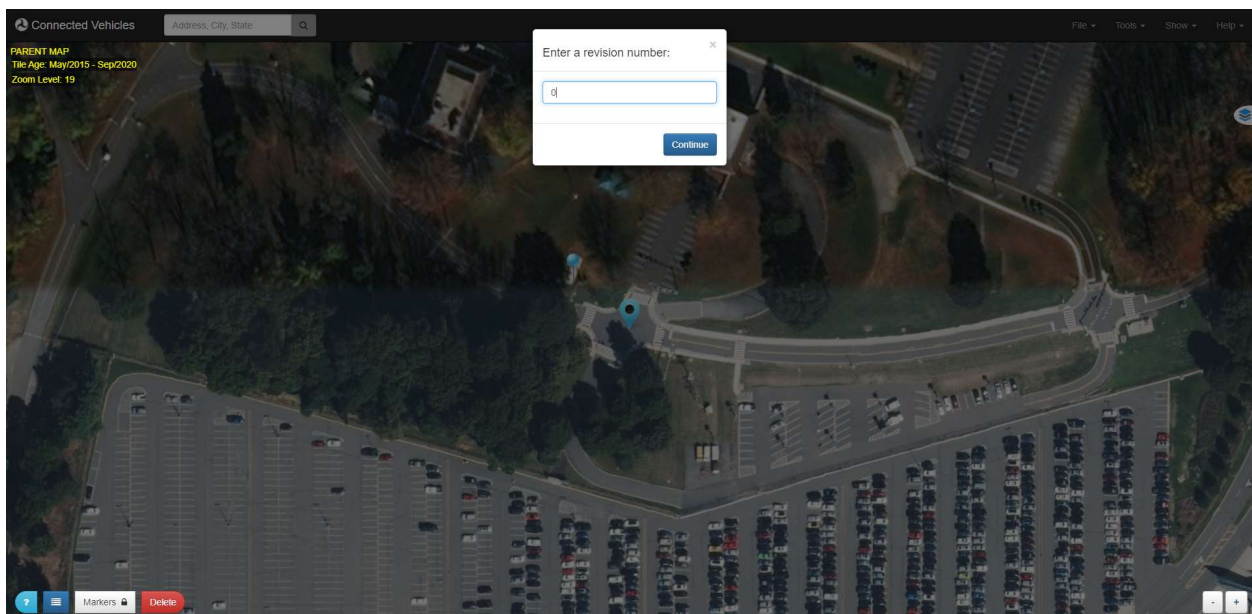 Connected Vehicles
Address, City, State
File
Tools
Show
Help
PARENT MAP
Tile Age: May/2015 - Sep/2020
Zoom Level: 19
Enter a revision number:
×
0
Continue
?
Markers
Delete
- +